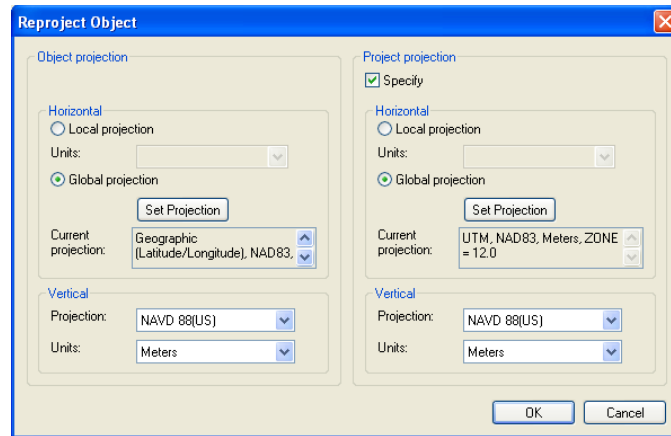 Reproject Object
Object projection
Horizontal
Local projection
Units:
Global projection
Set Projection
Current projection:
Geographic
(Latitude/Longitude), NAD83,
Vertical
Projection:
NAVD 88(US)
Units:
Meters
Project projection
Specify
Horizontal
Local projection
Units:
Global projection
Set Projection
Current projection:
UTM, NAD83, Meters, ZONE
= 12.0
Vertical
Projection:
NAVD 88(US)
Units:
Meters
OK
Cancel